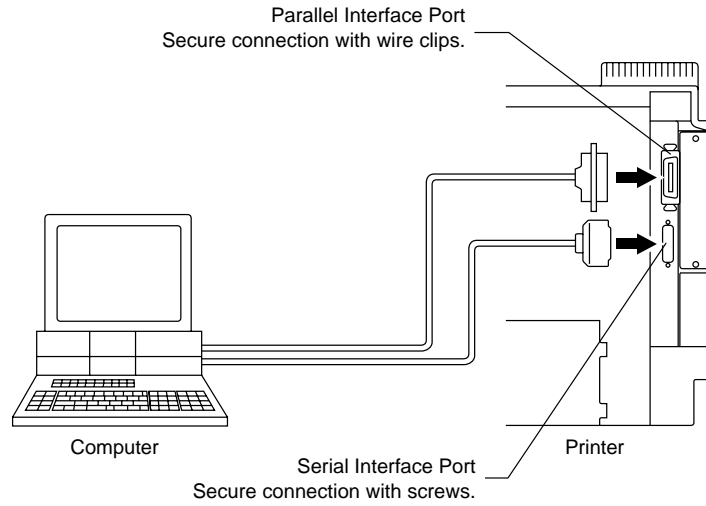 Parallel Interface Port
Secure connection with wire clips.
Computer
Printer
Serial Interface Port
Secure connection with screws.